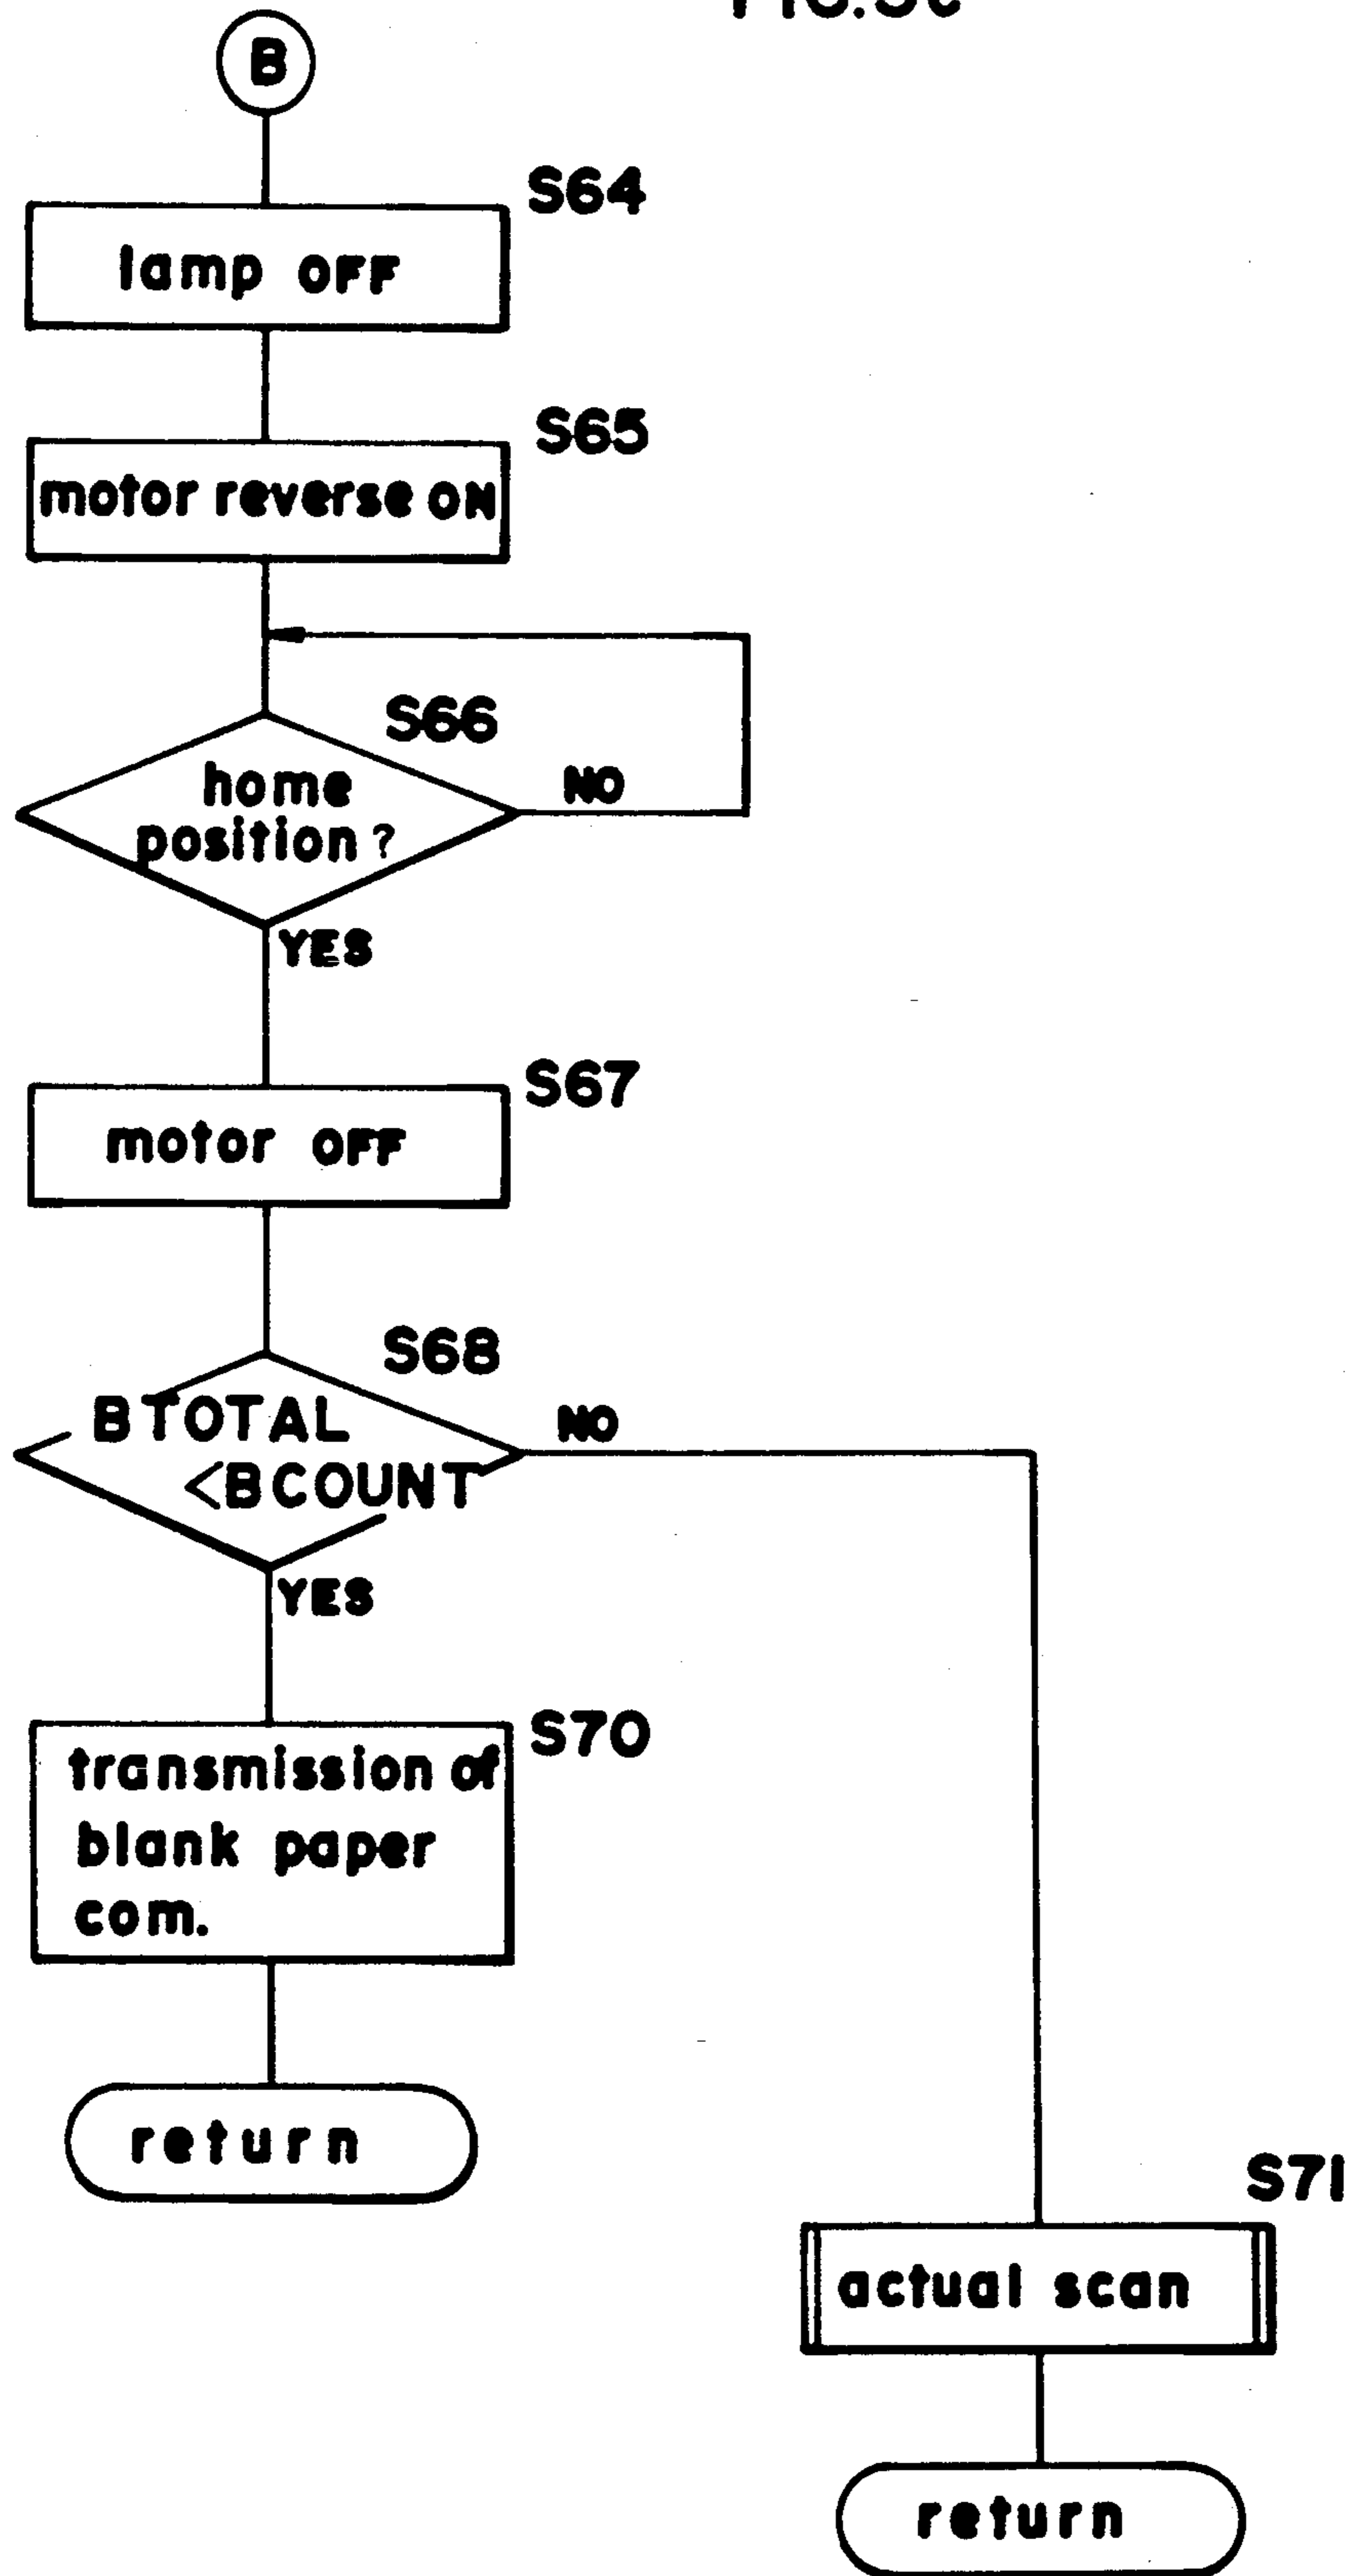 B
S64
lamp OFF
S65
motor reverse ON
S66
home
position?
NO
YES
S67
motor OFF
S68
BTOTAL
<BCOUNT
NO
YES
S70
transmission of
blank paper
com.
return
S71
actual scan
return